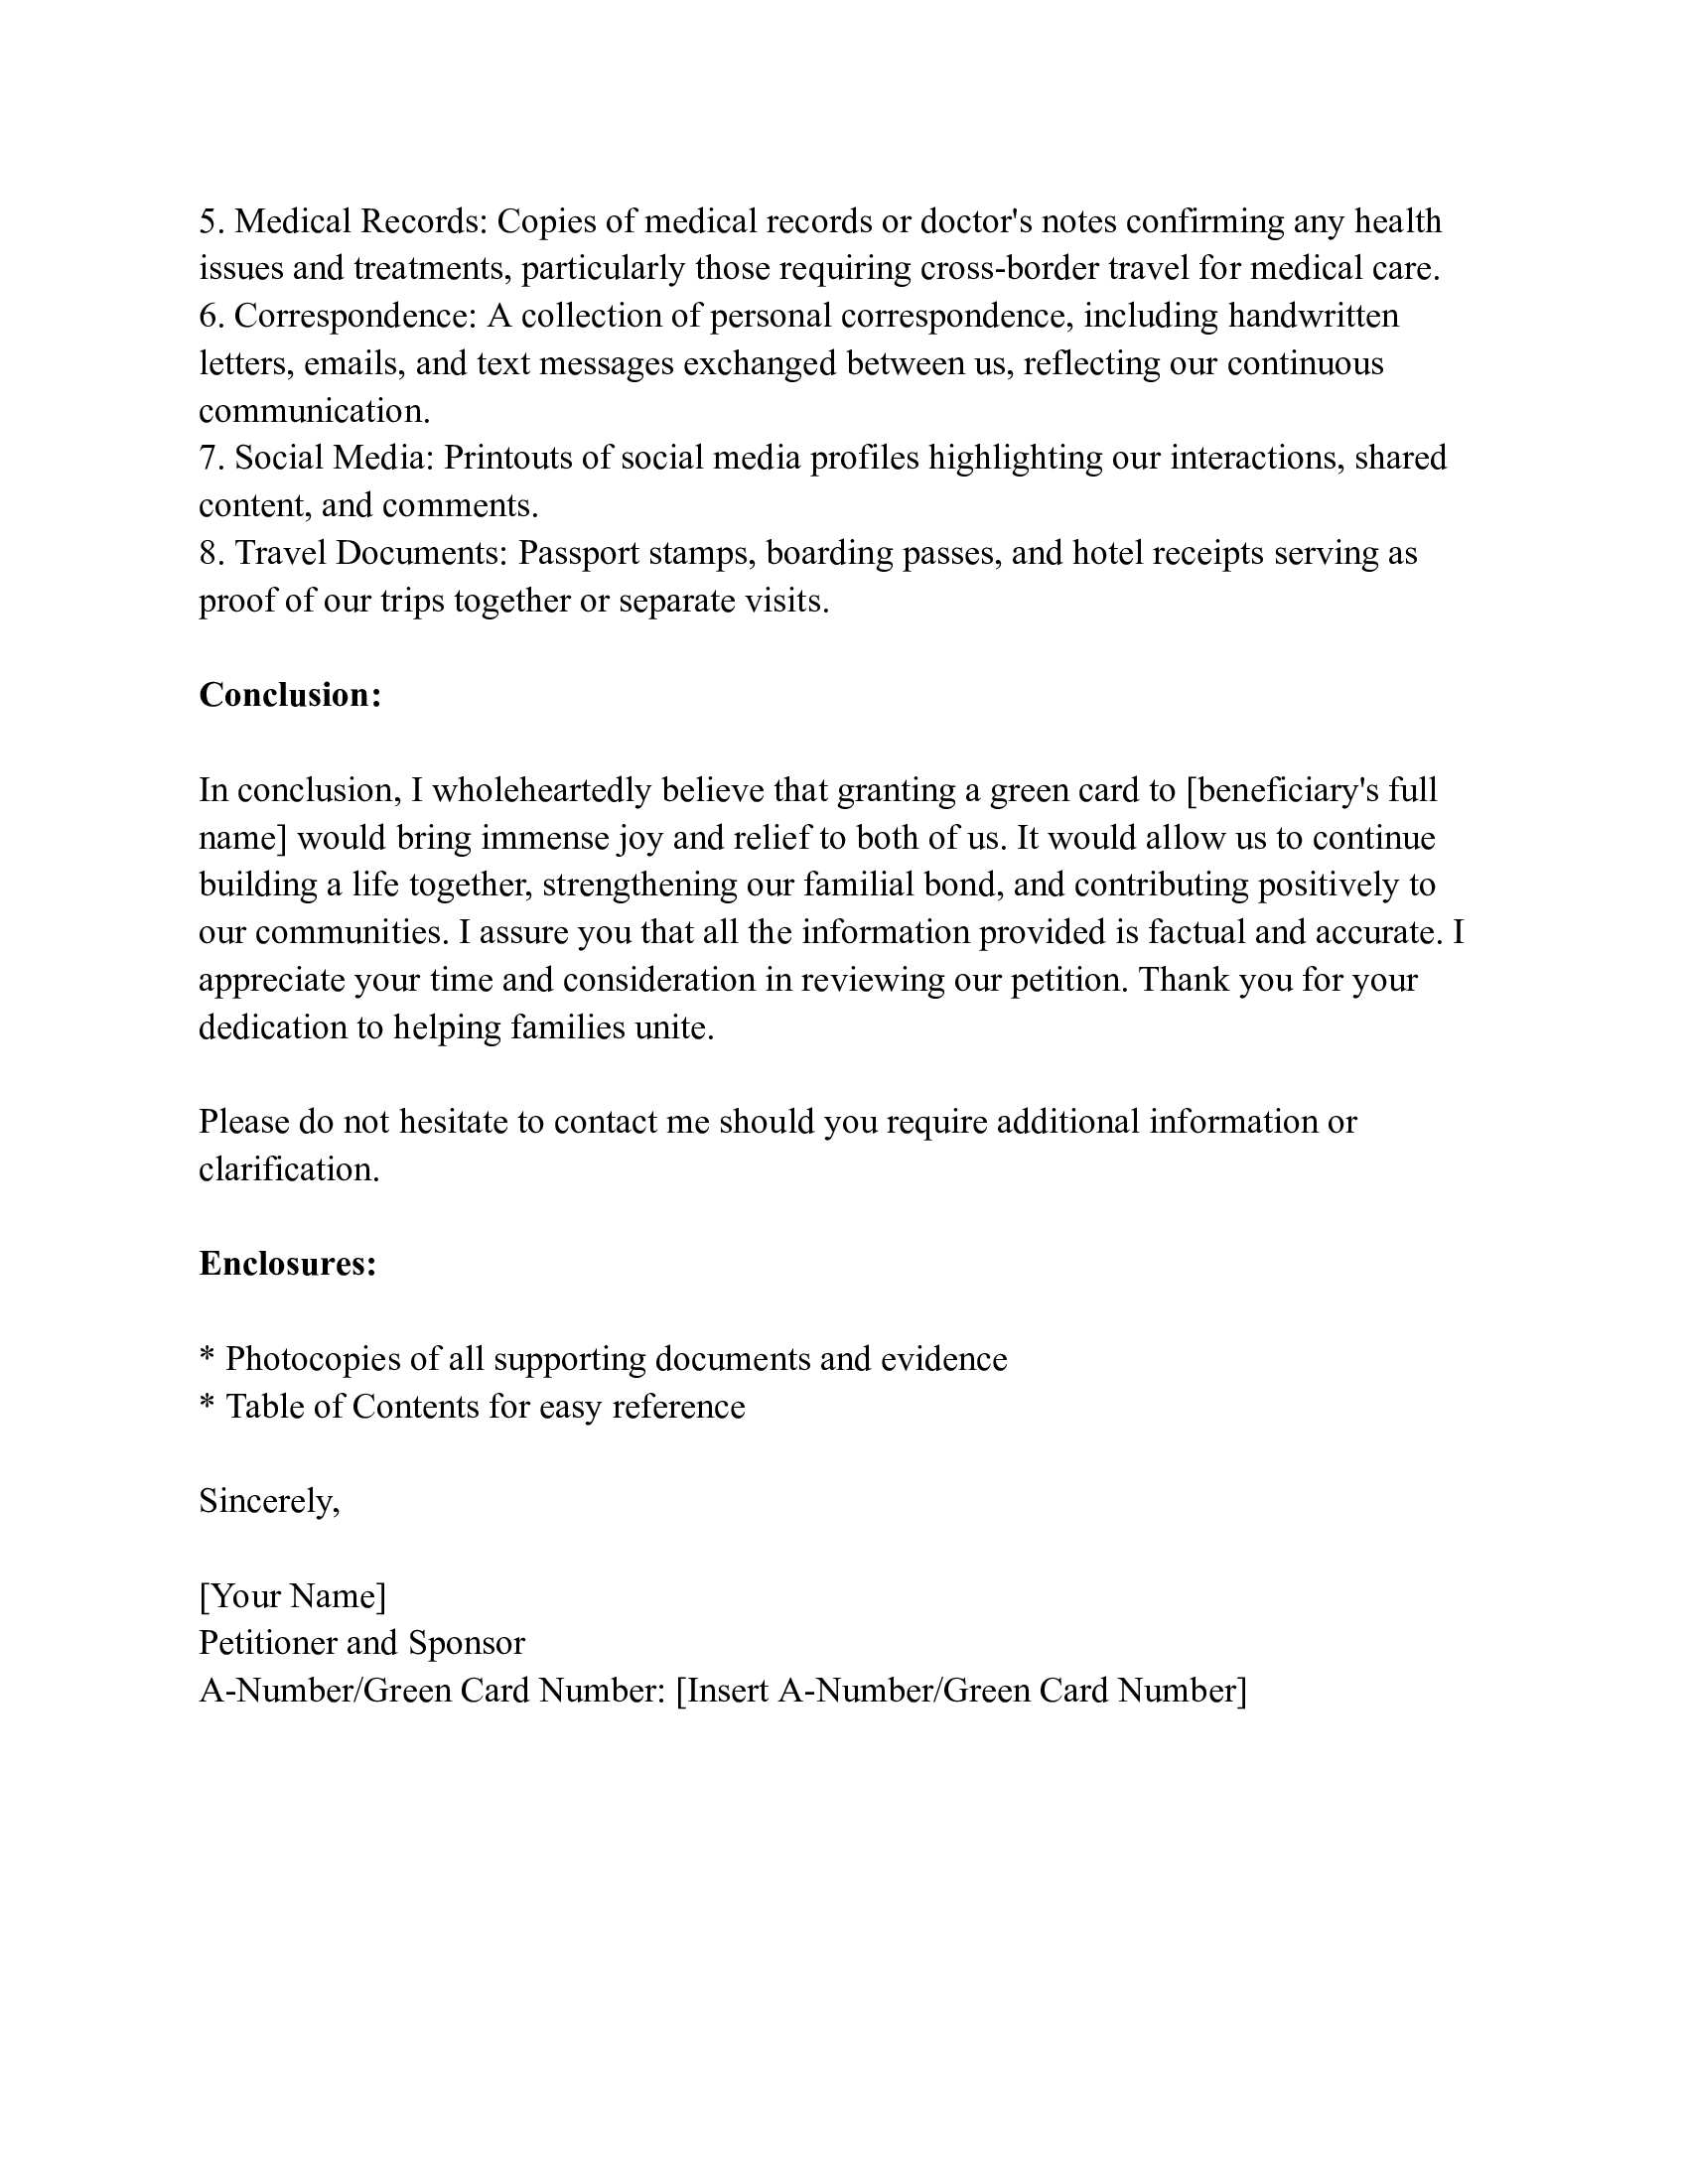 5. Medical Records: Copies of medical records or doctor's notes confirming any health
issues and treatments, particularly those requiring cross-border travel for medical care.
6. Correspondence: A collection of personal correspondence, including handwritten
letters, emails, and text messages exchanged between us, reflecting our continuous
communication.
7. Social Media: Printouts of social media profiles highlighting our interactions, shared
content, and comments.
8. Travel Documents: Passport stamps, boarding passes, and hotel receipts serving as
proof of our trips together or separate visits.
Conclusion:
In conclusion, I wholeheartedly believe that granting a green card to [beneficiary's full
name] would bring immense joy and relief to both of us. It would allow us to continue
building a life together, strengthening our familial bond, and contributing positively to
our communities. I assure you that all the information provided is factual and accurate. I
appreciate your time and consideration in reviewing our petition. Thank you for your
dedication to helping families unite.
Please do not hesitate to contact me should you require additional information or
clarification.
Enclosures:
* Photocopies of all supporting documents and evidence
* Table of Contents for easy reference
Sincerely,
[Your Name]
Petitioner and Sponsor
A-Number/Green Card Number: [Insert A-Number/Green Card Number]